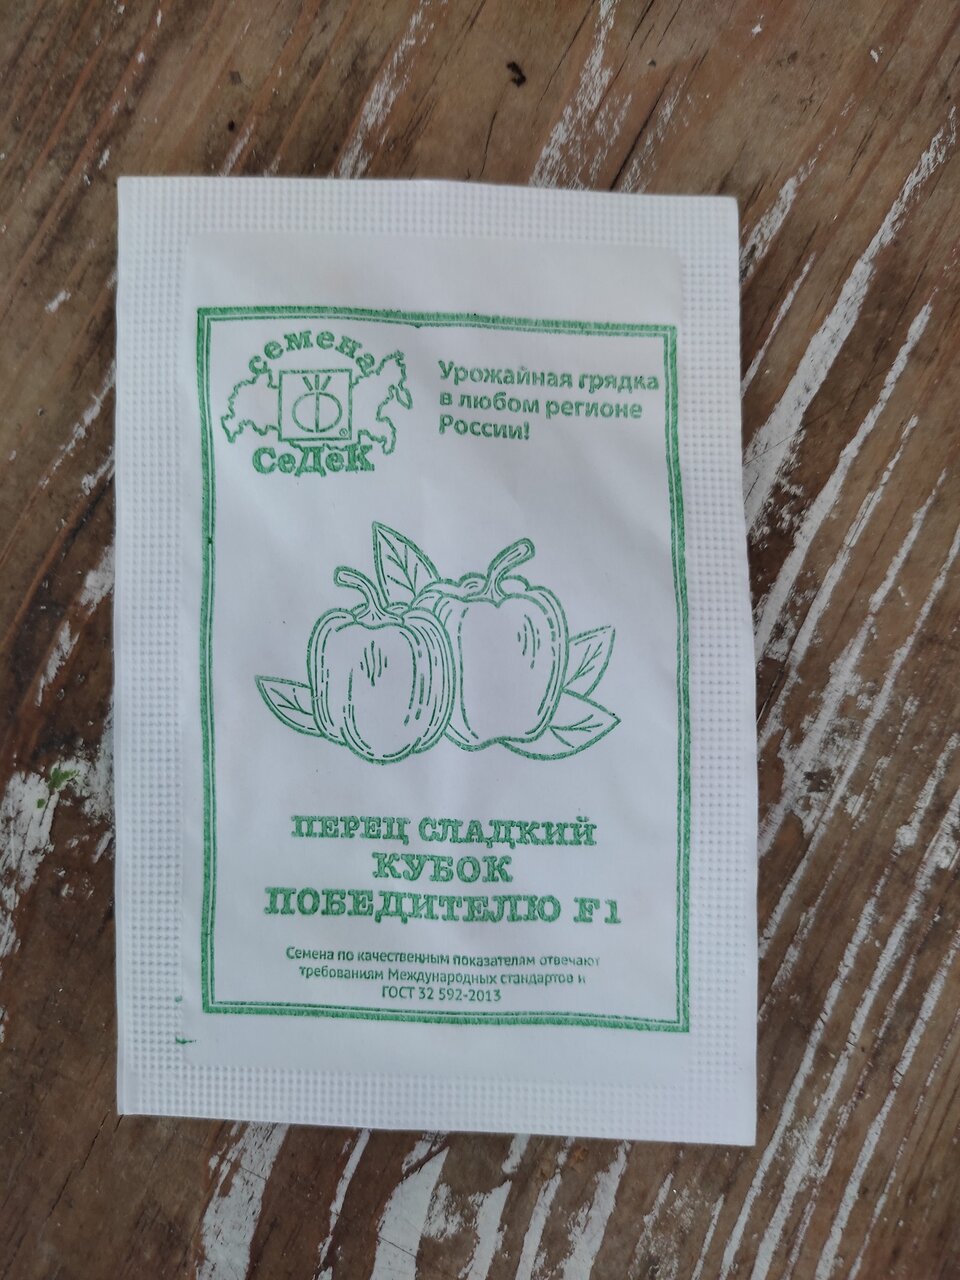 семена
СеДеК
Урожайная грядка
в любом регионе
России!
ПЕРЕЦ СЛАДКИЙ
КУБОК
ПОБЕДИТЕЛЮ F1
Семена по качественным показателям отвечают
требованиям Международных стандартов и
ГОСТ 32 592-2013